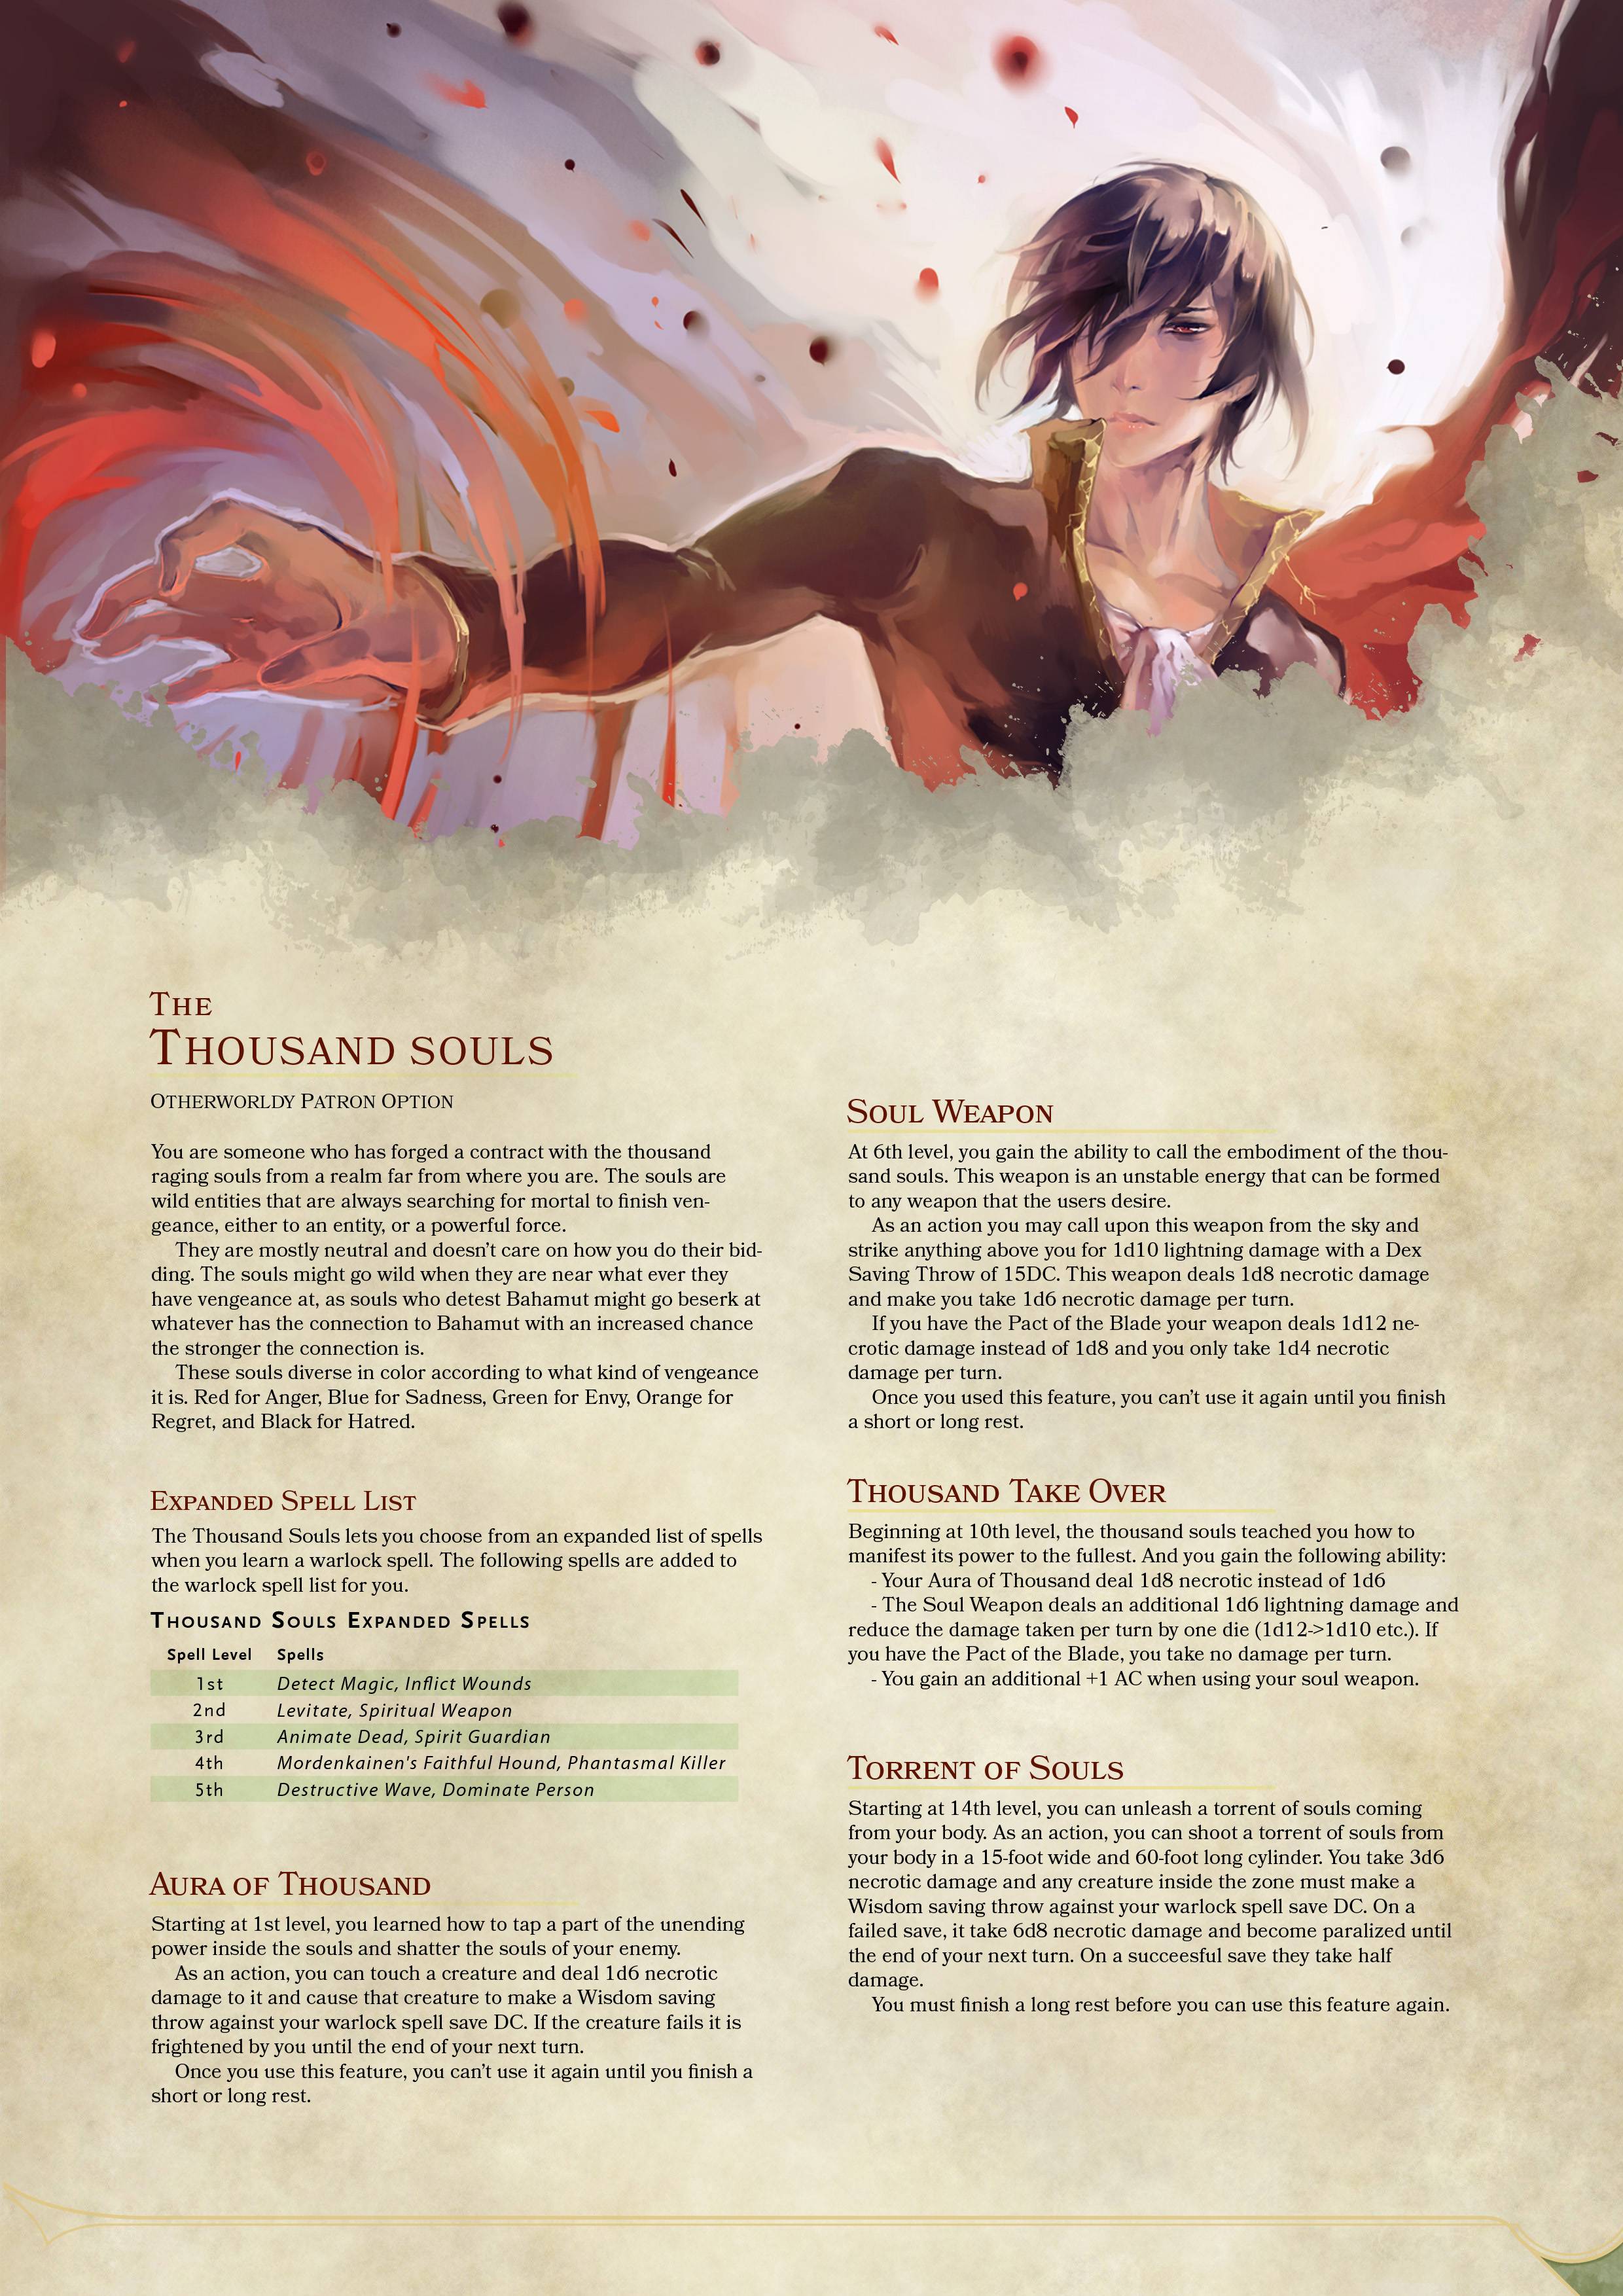 The
Thousand souls
Otherworldy Patron Option
You are someone who has forged a contract with the thousand
raging souls from a realm far from where you are. The souls are
wild entities that are always searching for mortal to finish ven-
geance, either to an entity, or a powerful force.
They are mostly neutral and doesn't care on how you do their bid-
ding. The souls might go wild when they are near what ever they
have vengeance at, as souls who detest Bahamut might go beserk at
whatever has the connection to Bahamut with an increased chance
the stronger the connection is.
These souls diverse in color according to what kind of vengeance
it is. Red for Anger, Blue for Sadness, Green for Envy, Orange for
Regret, and Black for Hatred.
Expanded Spell List
The Thousand Souls lets you choose from an expanded list of spells
when you learn a warlock spell. The following spells are added to
the warlock spell list for you.
Thousand Souls Expanded Spells
Spell Level Spells
1st Detect Magic, Inflict Wounds
2nd Levitate, Spiritual Weapon
3rd Animate Dead, Spirit Guardian
4th Mordenkainen's Faithful Hound, Phantasmal Killer
5th Destructive Wave, Dominate Person
Aura of Thousand
Starting at 1st level, you learned how to tap a part of the unending
power inside the souls and shatter the souls of your enemy.
As an action, you can touch a creature and deal 1d6 necrotic
damage to it and cause that creature to make a Wisdom saving
throw against your warlock spell save DC. If the creature fails it is
frightened by you until the end of your next turn.
Once you use this feature, you can't use it again until you finish a
short or long rest.
Soul Weapon
At 6th level, you gain the ability to call the embodiment of the thou-
sand souls. This weapon is an unstable energy that can be formed
to any weapon that the users desire.
As an action you may call upon this weapon from the sky and
strike anything above you for 1d10 lightning damage with a Dex
Saving Throw of 15DC. This weapon deals 1d8 necrotic damage
and make you take 1d6 necrotic damage per turn.
If you have the Pact of the Blade your weapon deals 1d12 ne-
crotic damage instead of 1d8 and you only take 1d4 necrotic
damage per turn.
Once you used this feature, you can't use it again until you finish
a short or long rest.
Thousand Take Over
Beginning at 10th level, the thousand souls teached you how to
manifest its power to the fullest. And you gain the following ability:
- Your Aura of Thousand deal 1d8 necrotic instead of 1d6
- The Soul Weapon deals an additional 1d6 lightning damage and
reduce the damage taken per turn by one die (1d12->1d10 etc.). If
you have the Pact of the Blade, you take no damage per turn.
- You gain an additional +1 AC when using your soul weapon.
Torrent of Souls
Starting at 14th level, you can unleash a torrent of souls coming
from your body. As an action, you can shoot a torrent of souls from
your body in a 15-foot wide and 60-foot long cylinder. You take 3d6
necrotic damage and any creature inside the zone must make a
Wisdom saving throw against your warlock spell save DC. On a
failed save, it take 6d8 necrotic damage and become paralized until
the end of your next turn. On a succeesful save they take half
damage.
You must finish a long rest before you can use this feature again.